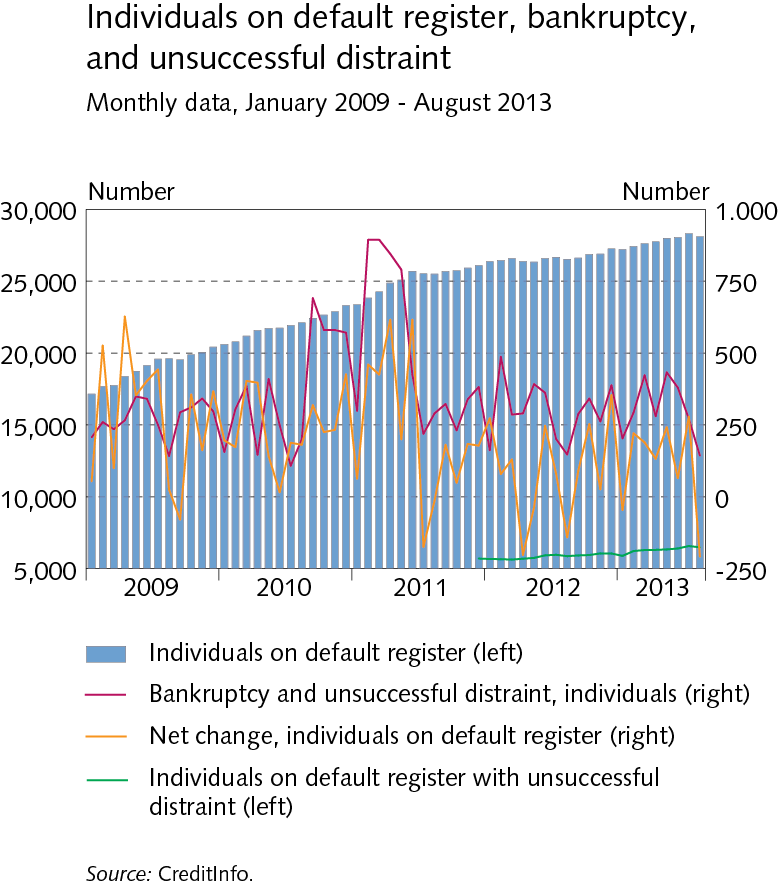 Individuals on default register, bankruptcy,
and unsuccessful distraint
Monthly data, January 2009 - August 2013
Number Number
30,000 1.000
25,000 750
20,000 500
15,000 250
10,000 0
5,000 -250
2009 2010 2011 2012 2013
Individuals on default register (left)
Bankruptcy and unsuccessful distraint, individuals (right)
Net change, individuals on default register (right)
Individuals on default register with unsuccessful
distraint (left)
Source: CreditInfo.